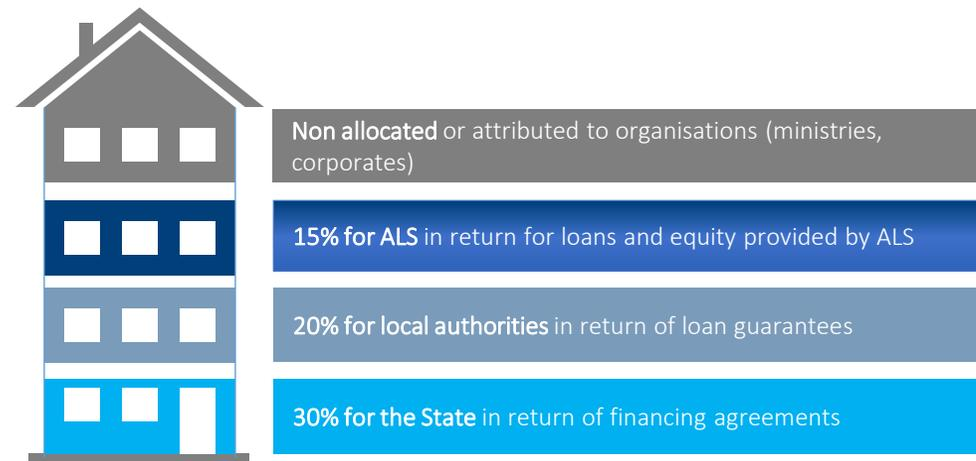 Non allocated or attributed to organisations (ministries,
corporates)
15% for ALS in return for loans and equity provided by ALS
20% for local authorities in return of loan guarantees
30% for the State in return of financing agreements